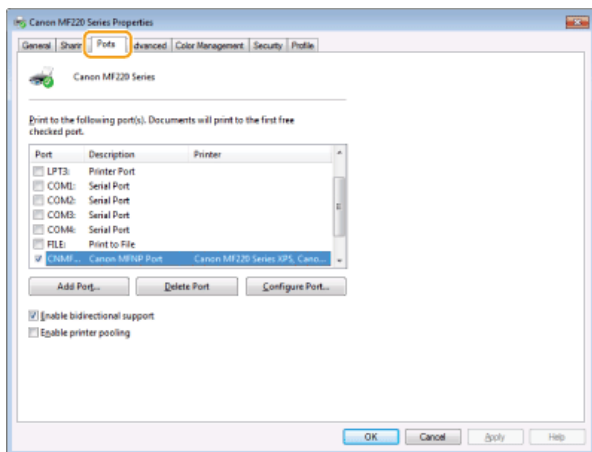 Canon MF220 Series Properties
General Sharin Ports dvanced Color Management Security Profile
Canon MF220 Series
Print to the following port(s). Documents will print to the first free
checked port.
Port Description Printer
LPT3: Printer Port
COM1: Serial Port
COM2: Serial Port
COM3: Serial Port
COM4: Serial Port
FILE: Print to File
CNMF... Canon MFNP Port Canon MF220 Series XPS, Cano...
Add Port... Delete Port Configure Port...
Enable bidirectional support
Enable printer pooling
OK Cancel Apply Help